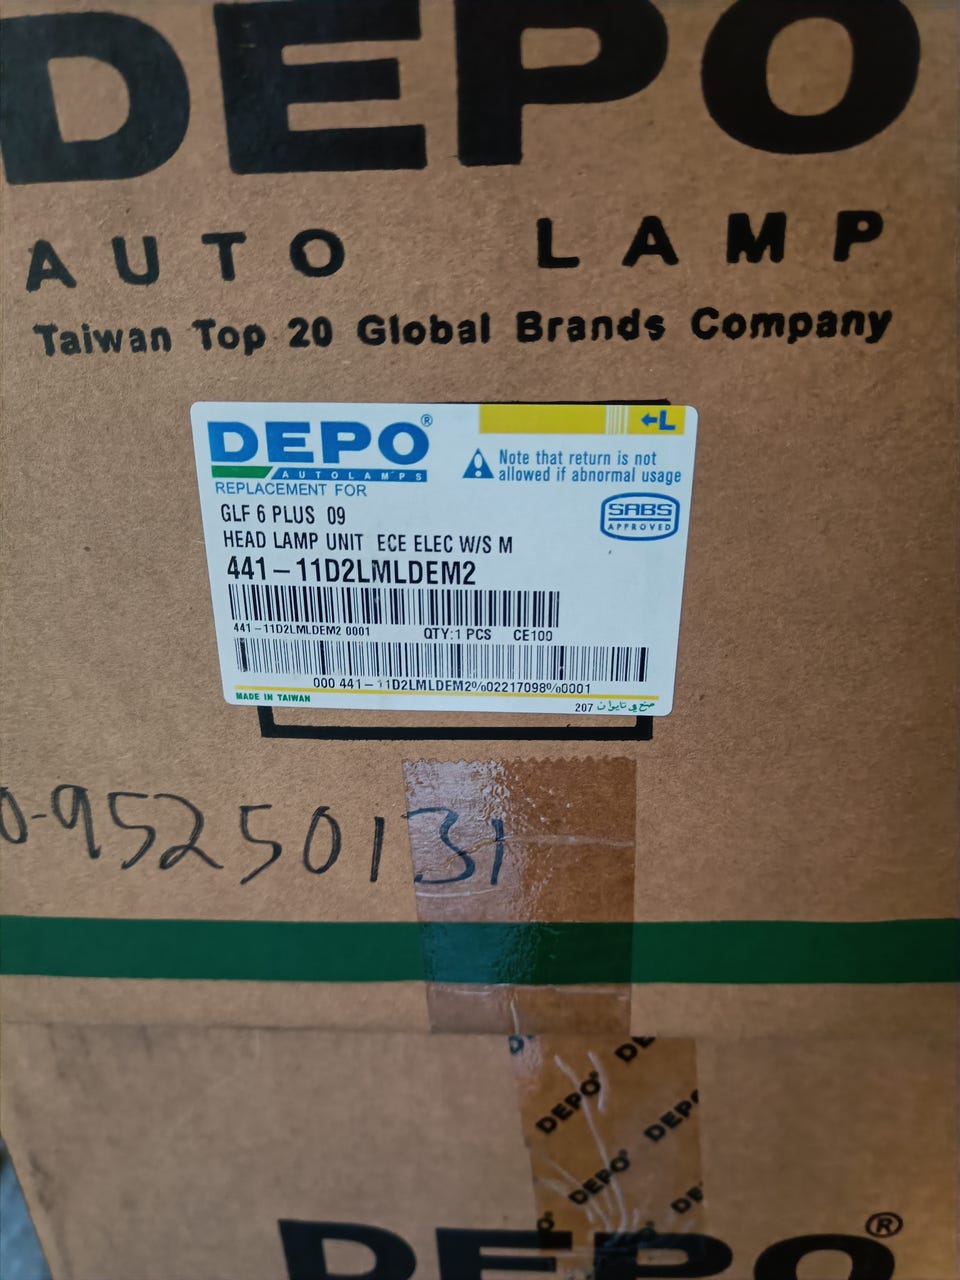 DEPO
AUTO LAMP
Taiwan Top 20 Global Brands Company
DEPO®
AUTO LAMPS
REPLACEMENT FOR
←L
Note that return is not
allowed if abnormal usage
GLF 6 PLUS 09
SABS
APPROVED
HEAD LAMP UNIT ECE ELEC W/S M
441-11D2LMLDEM2
441-11D2LMLDEM2 0001 QTY:1 PCS CE100
000 441-11D2LMLDEM2%02217098%0001
MADE IN TAIWAN
207 صنع في تايوان
0-95250131
DEPO®
DEPO
DEPO®
DEPO®